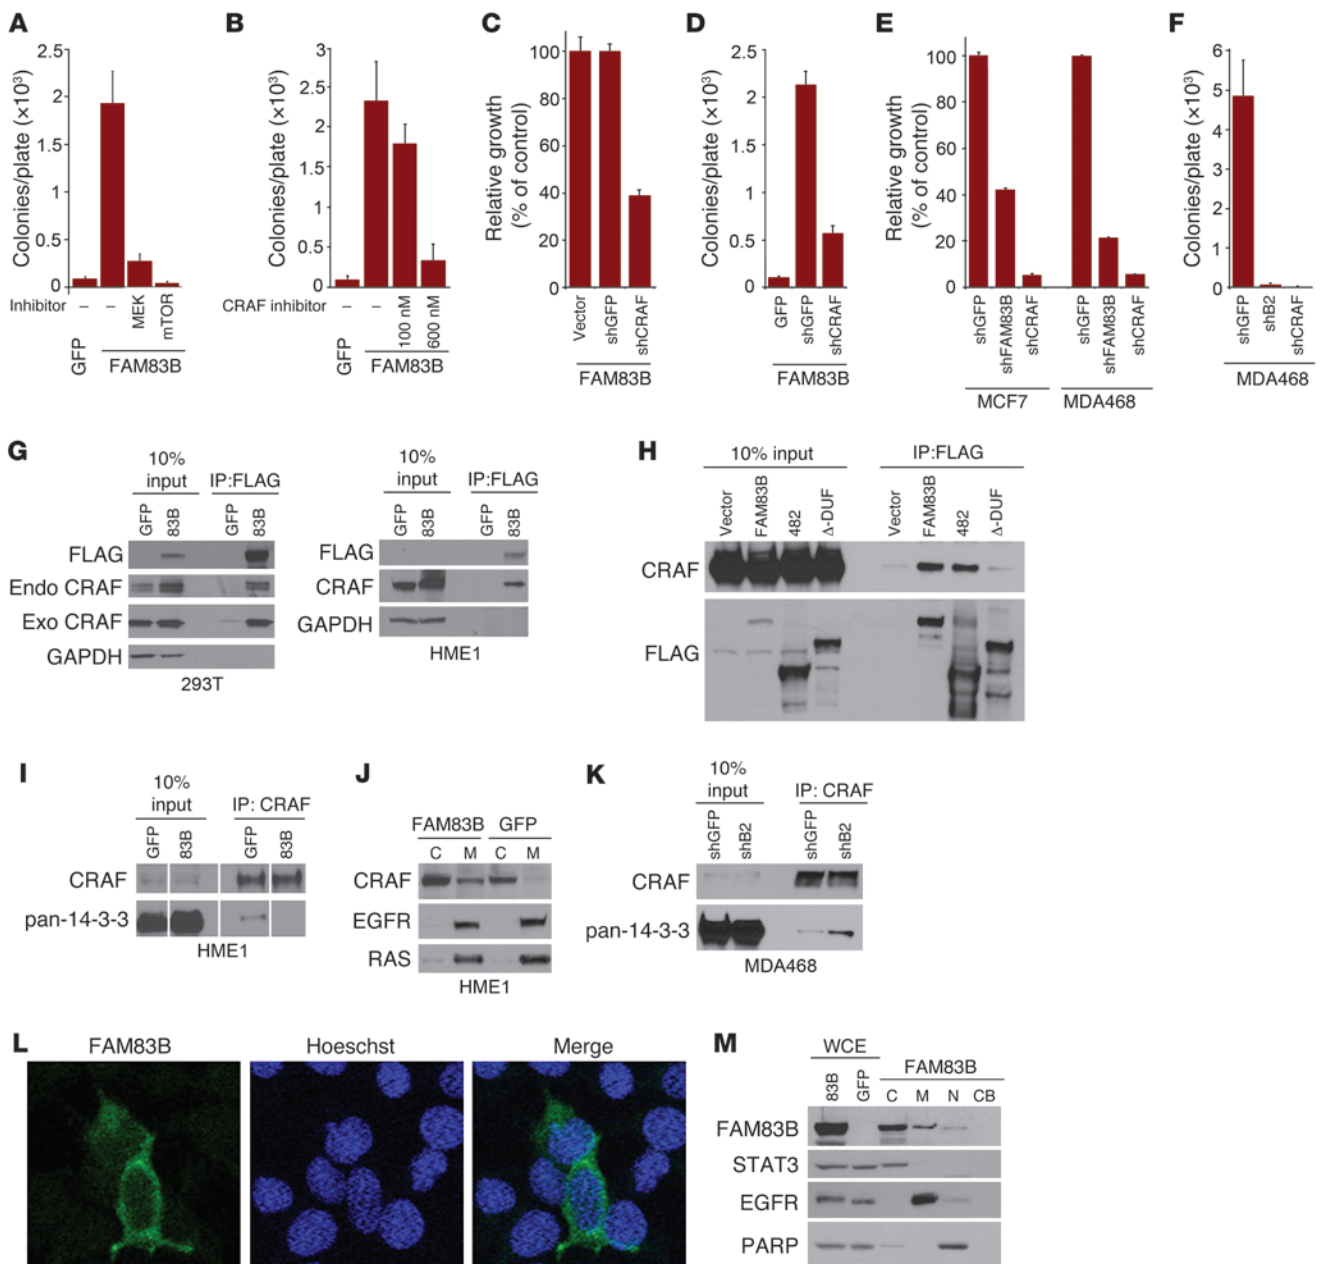 A
Colonies/plate (×10³)
2.5
2
1.5
1
0.5
0
Inhibitor
–
–
MEK
mTOR
GFP
FAM83B
B
Colonies/plate (×10³)
3
2.5
2
1.5
1
0.5
0
CRAF inhibitor
–
–
100 nM
600 nM
GFP
FAM83B
C
Relative growth
(% of control)
100
80
60
40
20
0
Vector
shGFP
shCRAF
FAM83B
D
Colonies/plate (×10³)
2.5
2
1.5
1
0.5
0
GFP
shGFP
shCRAF
FAM83B
E
Relative growth
(% of control)
100
80
60
40
20
0
shGFP
shFAM83B
shCRAF
shGFP
shFAM83B
shCRAF
MCF7
MDA468
F
Colonies/plate (×10³)
6
5
4
3
2
1
0
shGFP
shB2
shCRAF
MDA468
G
10%
input
IP:FLAG
GFP
83B
GFP
83B
FLAG
Endo CRAF
Exo CRAF
GAPDH
293T
10%
input
IP:FLAG
GFP
83B
GFP
83B
FLAG
CRAF
GAPDH
HME1
H
10% input
IP:FLAG
Vector
FAM83B
482
Δ-DUF
Vector
FAM83B
482
Δ-DUF
CRAF
FLAG
I
10%
input
IP: CRAF
GFP
83B
GFP
83B
CRAF
pan-14-3-3
HME1
J
FAM83B
GFP
C M C M
CRAF
EGFR
RAS
HME1
K
10%
input
IP: CRAF
shGFP
shB2
shGFP
shB2
CRAF
pan-14-3-3
MDA468
L
FAM83B
Hoeschst
Merge
M
WCE
FAM83B
83B
GFP
C M N CB
FAM83B
STAT3
EGFR
PARP